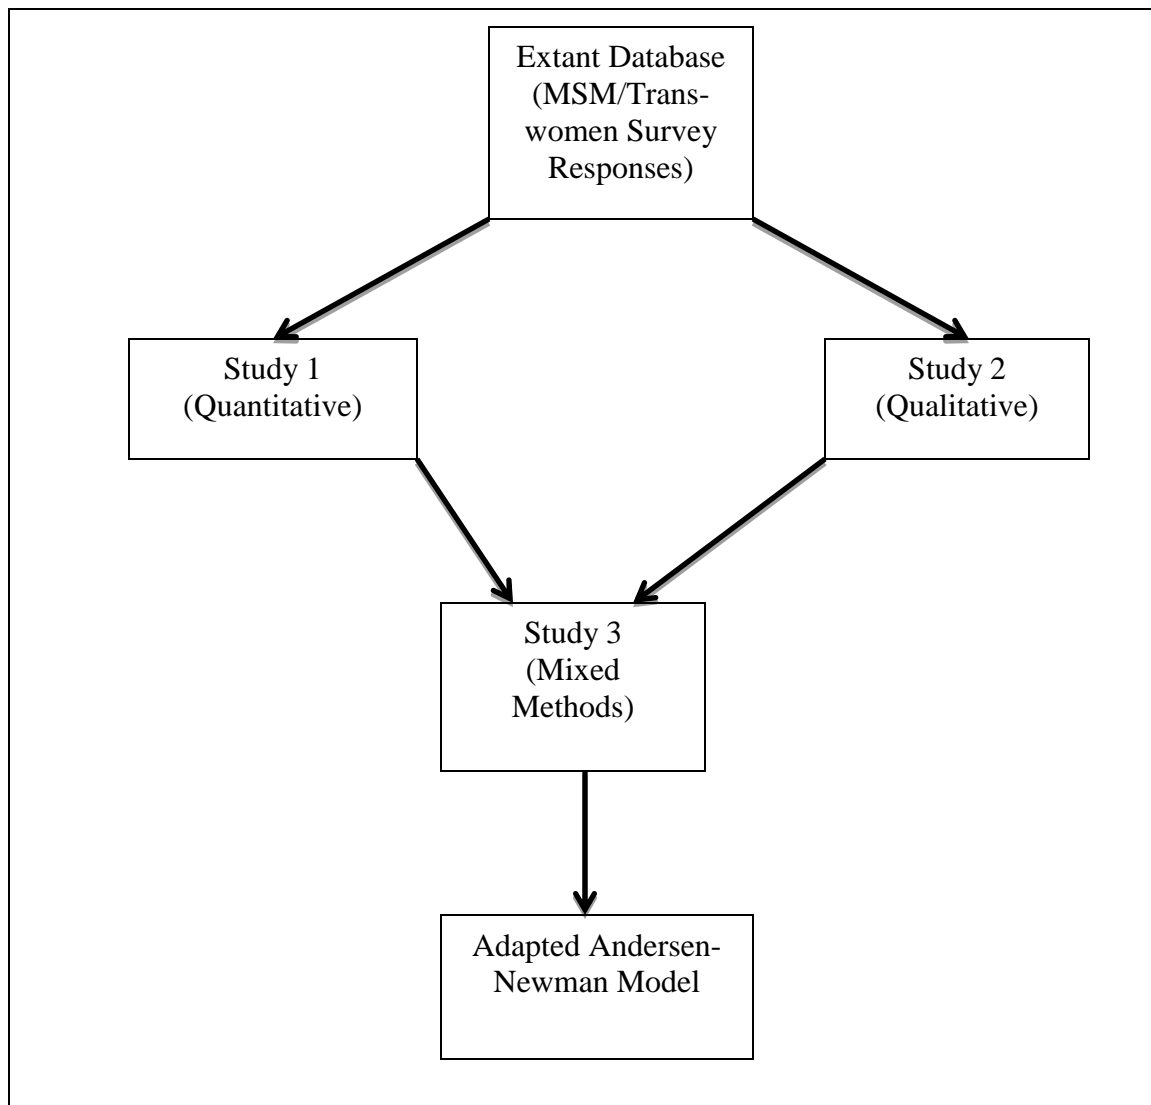 Extant Database
(MSM/Trans-
women Survey
Responses)
Study 1
(Quantitative)
Study 2
(Qualitative)
Study 3
(Mixed
Methods)
Adapted Andersen-
Newman Model